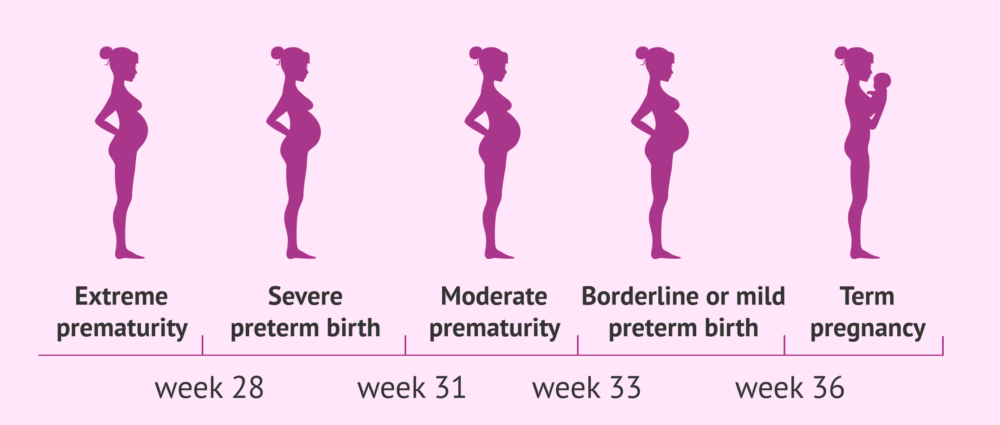 Extreme
prematurity
Severe
preterm birth
Moderate
prematurity
Borderline or mild
preterm birth
Term
pregnancy
week 28
week 31
week 33
week 36